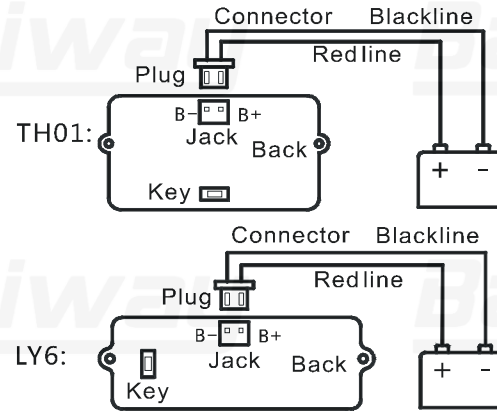 Connector Blackline
Redline
Plug
B- B+
TH01: Jack
Back
Key
+ -
Connector Blackline
Redline
Plug
B- B+
LY6: Jack Back
Key
+ -